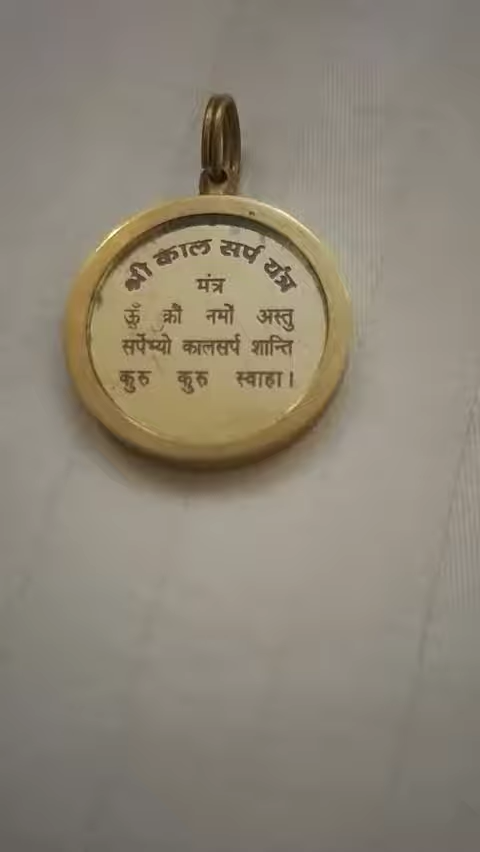 श्री काल सर्प यंत्र
मंत्र
ॐ क्रौं नमों अस्तु
सर्पेभ्यो कालसर्प शान्ति
कुरु कुरु स्वाहा।